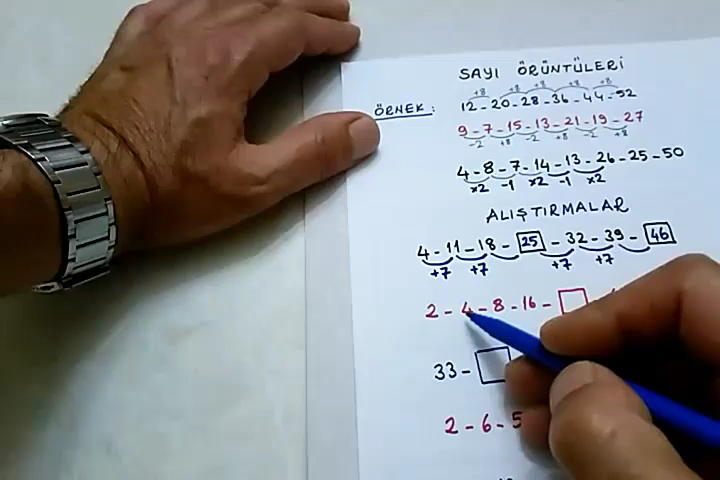 SAYI ÖRÜNTÜLERİ
+8 +8 +8 +8 +8
ÖRNEK: 12-20-28-36-44-52
9-7-15-13-21-19-27
-2 +8 -2 +8 -2 +8
4-8-7-14-13-26-25-50
x2 -1 x2 -1 x2
ALIŞTIRMALAR
4-11-18-25-32-39-46
+7 +7 +7 +7
2-4-8-16-
33-
2-6-5